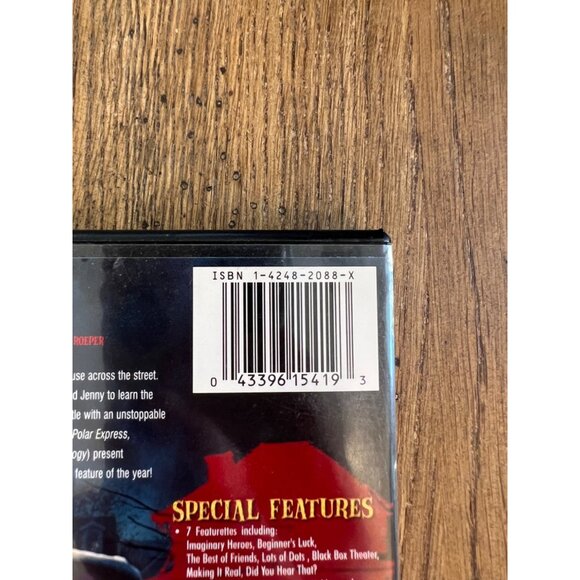 ISBN 1-4248-2088-X
0 43396 15419 3
ROEPER
use across the street.
d Jenny to learn the
tle with an unstoppable
Polar Express,
ogy) present
feature of the year!
SPECIAL FEATURES
• 7 Featurettes including:
Imaginary Heroes, Beginner's Luck,
The Best of Friends, Lots of Dots, Black Box Theater,
Making It Real, Did You Hear That?